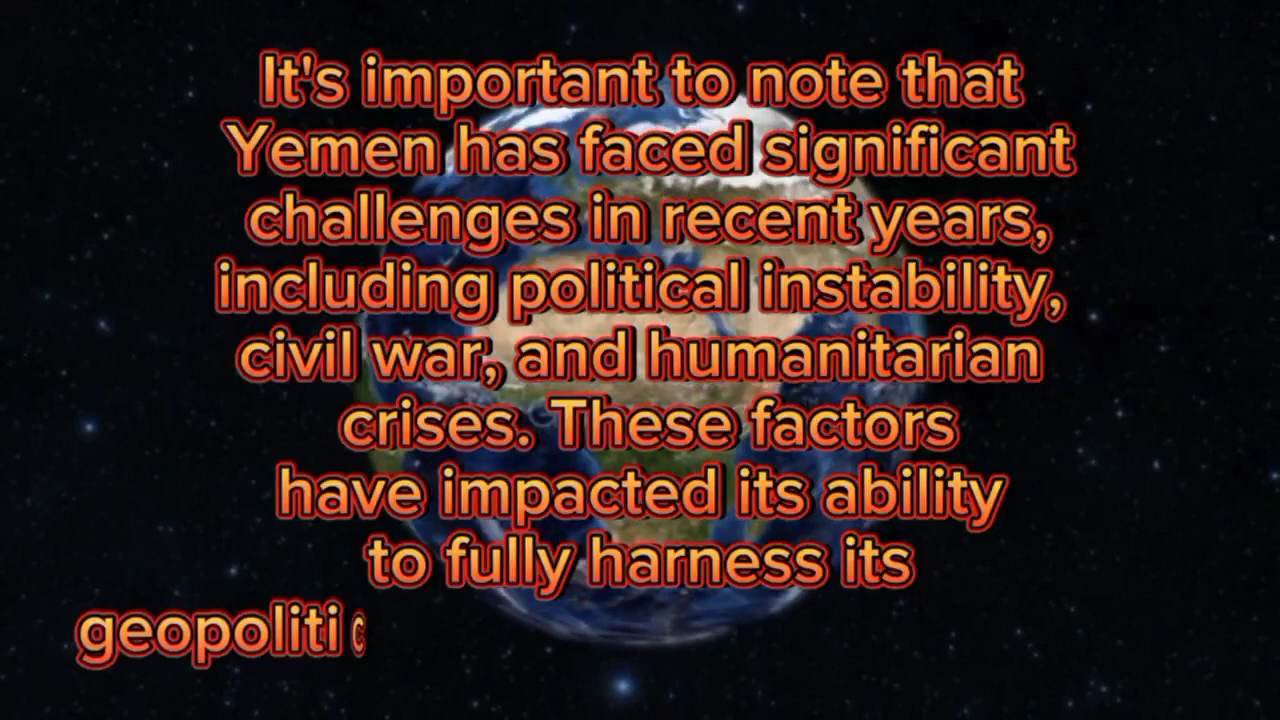 It's important to note that
Yemen has faced significant
challenges in recent years,
including political instability,
civil war, and humanitarian
crises. These factors
have impacted its ability
to fully harness its
geopolitic